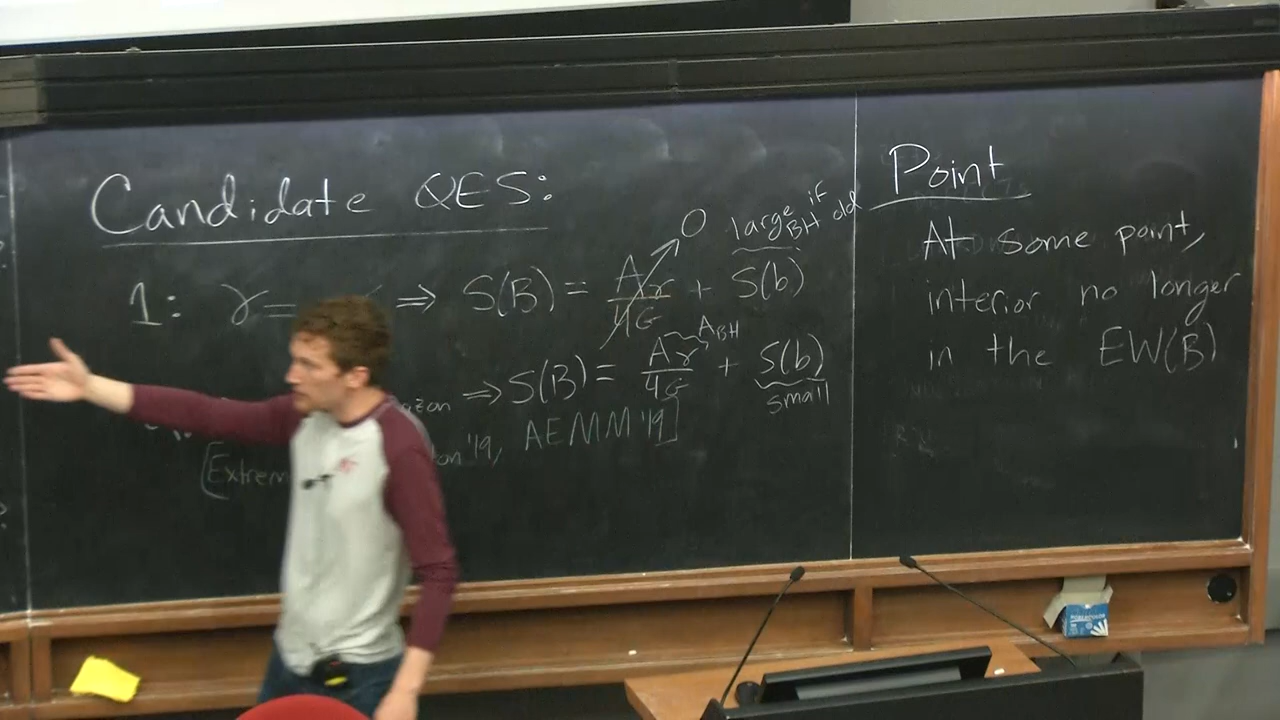 Candidate QES:
1: γ = ⇒ S(B) = Aγ/4G → 0 + S(b) large if BH old
⇒ S(B) = Aγ/4G A_BH + S(b) small
[Extrem '19, AEMM '19]
Point
At some point,
interior no longer
in the EW(B)